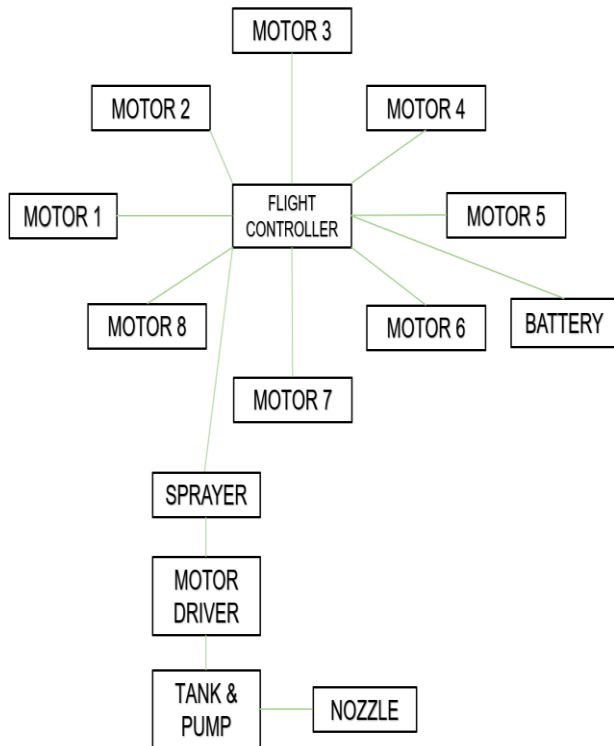 MOTOR 3
MOTOR 2
MOTOR 4
FLIGHT
CONTROLLER
MOTOR 1
MOTOR 5
MOTOR 8
MOTOR 6
BATTERY
MOTOR 7
SPRAYER
MOTOR
DRIVER
TANK &
PUMP
NOZZLE